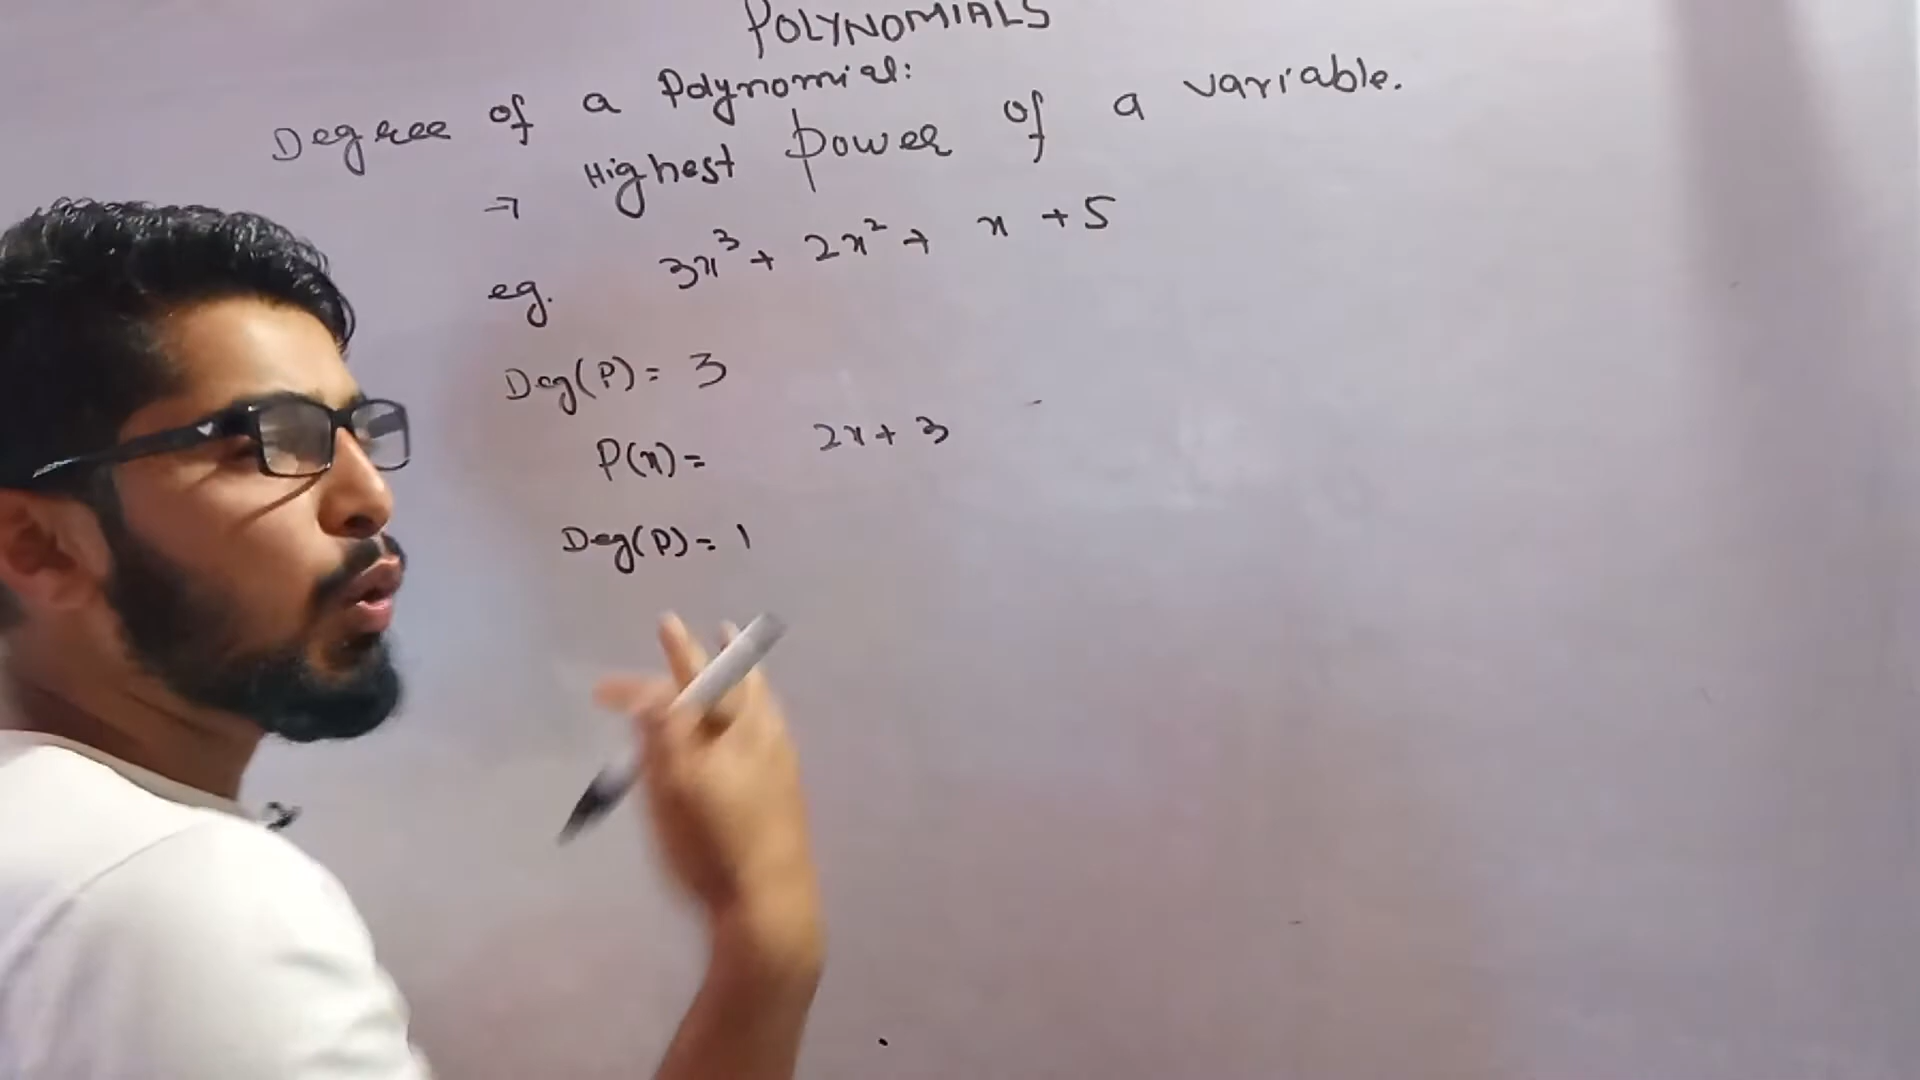 POLYNOMIALS
Degree of a Polynomial:
→ Highest power of a variable.
eg. 3x³ + 2x² + x + 5
Deg(P) = 3
P(x) = 2x + 3
Deg(P) = 1